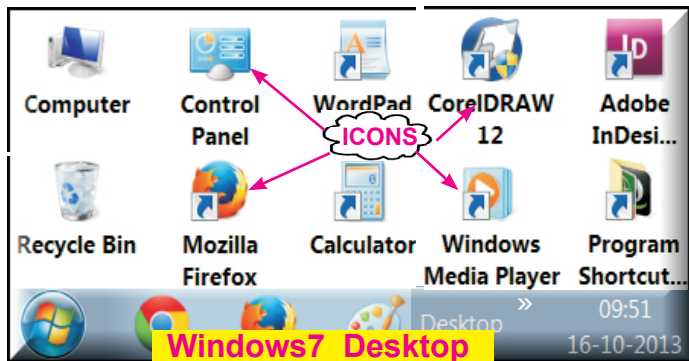 Computer
Control
Panel
WordPad
CorelDRAW
12
Adobe
InDesi...
ID
ICONS
Recycle Bin
Mozilla
Firefox
Calculator
Windows
Media Player
Program
Shortcut...
Desktop
»
09:51
16-10-2013
Windows7 Desktop